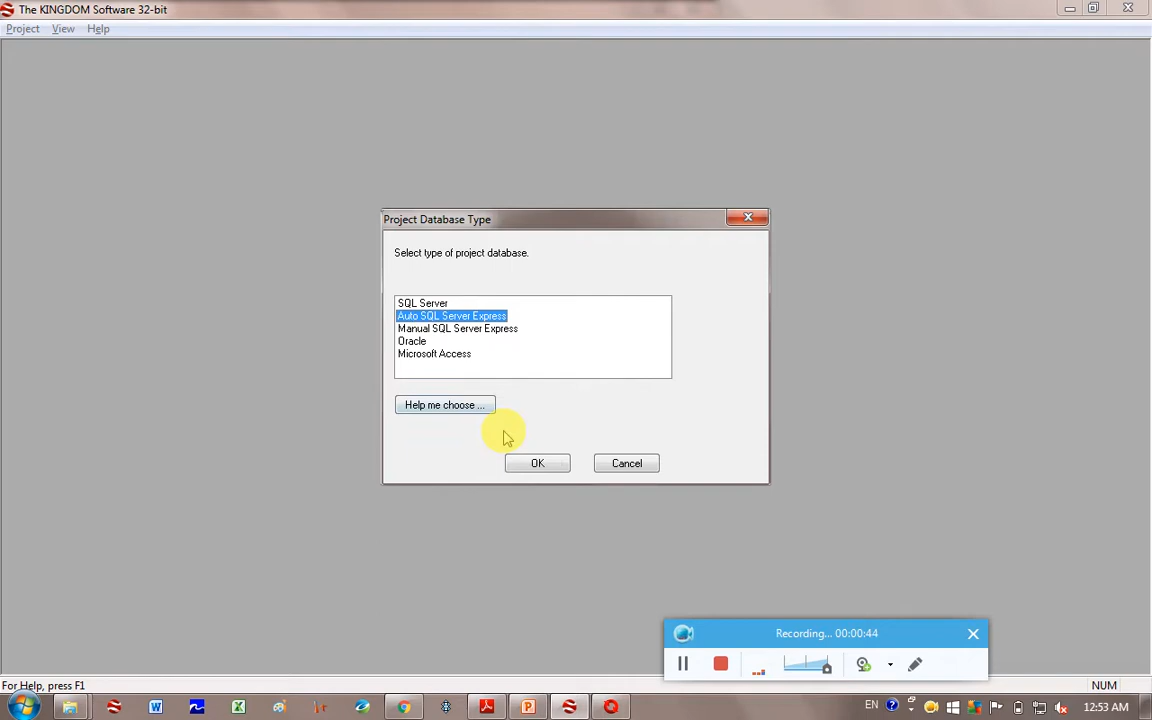 The KINGDOM Software 32-bit
Project View Help
Project Database Type
Select type of project database.
SQL Server
Auto SQL Server Express
Manual SQL Server Express
Oracle
Microsoft Access
Help me choose ...
OK Cancel
Recording... 00:00:44
For Help, press F1 NUM
EN 12:53 AM